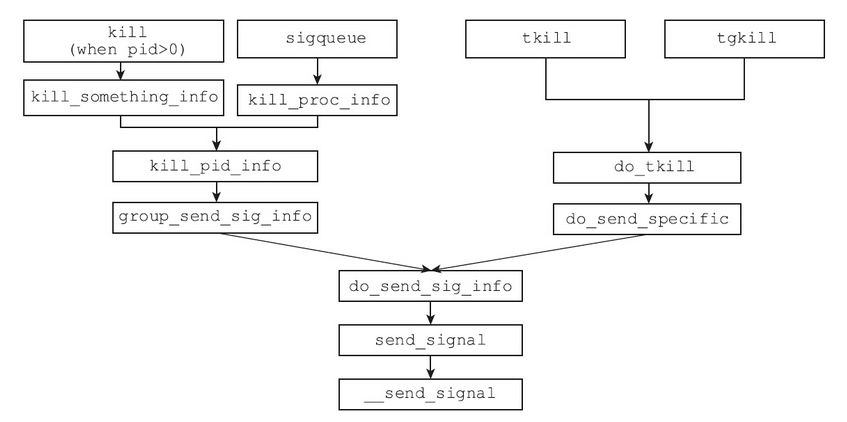 kill
(when pid>0)
sigqueue
tkill
tgkill
kill_something_info
kill_proc_info
kill_pid_info
do_tkill
group_send_sig_info
do_send_specific
do_send_sig_info
send_signal
__send_signal